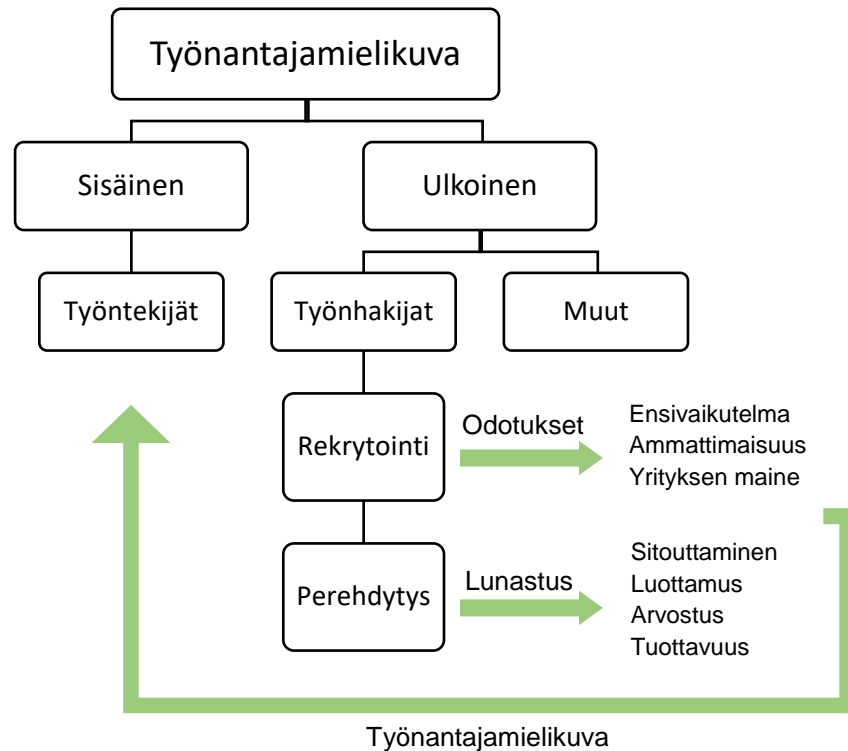 Työnantajamielikuva
Sisäinen
Ulkoinen
Työntekijät
Työnhakijat
Muut
Rekrytointi
Odotukset
Ensivaikutelma
Ammattimaisuus
Yrityksen maine
Perehdytys
Lunastus
Sitouttaminen
Luottamus
Arvostus
Tuottavuus
Työnantajamielikuva